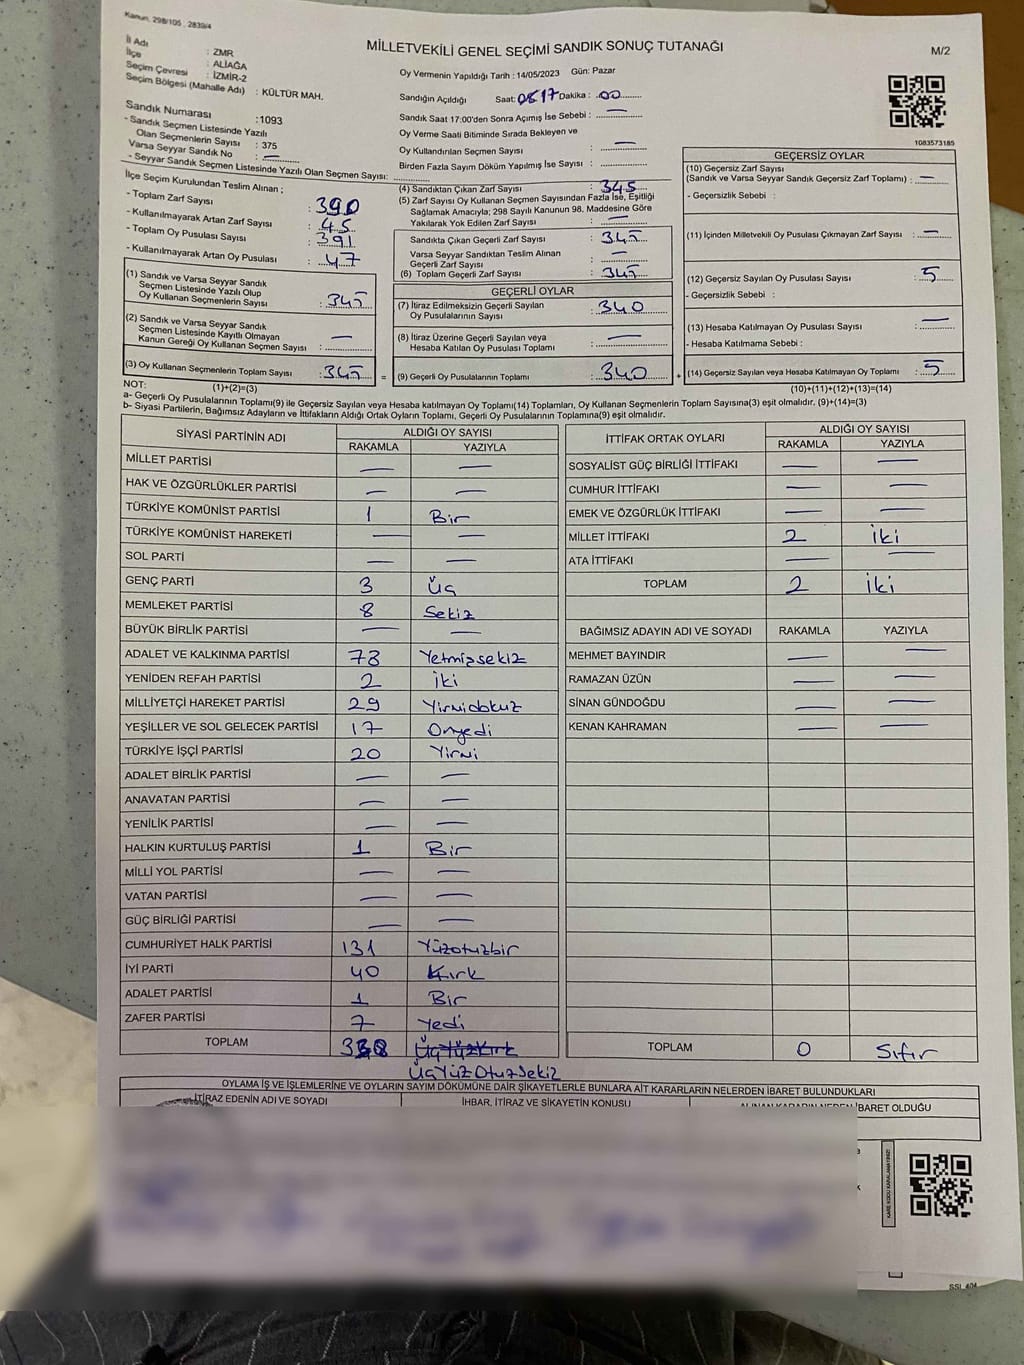 Kanun, 298/105 , 2839/4
MİLLETVEKİLİ GENEL SEÇİMİ SANDIK SONUÇ TUTANAĞI
M/2
İl Adı : ZMR
İlçe : ALİAĞA
Seçim Çevresi : İZMİR-2
Seçim Bölgesi (Mahalle Adı) : KÜLTÜR MAH.
Sandık Numarası :1093
- Sandık Seçmen Listesinde Yazılı
Olan Seçmenlerin Sayısı : 375
Varsa Seyyar Sandık No : —
- Seyyar Sandık Seçmen Listesinde Yazılı Olan Seçmen Sayısı:
Oy Vermenin Yapıldığı Tarih : 14/05/2023 Gün: Pazar
Sandığın Açıldığı Saat: 0517 Dakika : 00
Sandık Saat 17:00'den Sonra Açımış İse Sebebi : —
Oy Verme Saati Bitiminde Sırada Bekleyen ve
Oy Kullandırılan Seçmen Sayısı : —
Birden Fazla Sayım Döküm Yapılmış İse Sayısı :
1083573185
İlçe Seçim Kurulundan Teslim Alınan ;
- Toplam Zarf Sayısı : 390
- Kullanılmayarak Artan Zarf Sayısı : 45
- Toplam Oy Pusulası Sayısı : 391
- Kullanılmayarak Artan Oy Pusulası : 47
(1) Sandık ve Varsa Seyyar Sandık
Seçmen Listesinde Yazılı Olup
Oy Kullanan Seçmenlerin Sayısı : 345
(2) Sandık ve Varsa Seyyar Sandık
Seçmen Listesinde Kayıtlı Olmayan
Kanun Gereği Oy Kullanan Seçmen Sayısı : —
(3) Oy Kullanan Seçmenlerin Toplam Sayısı : 345 =
(4) Sandıktan Çıkan Zarf Sayısı : 345
(5) Zarf Sayısı Oy Kullanan Seçmen Sayısından Fazla İse, Eşitliği
Sağlamak Amacıyla; 298 Sayılı Kanunun 98. Maddesine Göre
Yakılarak Yok Edilen Zarf Sayısı : —
Sandıkta Çıkan Geçerli Zarf Sayısı : 345
Varsa Seyyar Sandıktan Teslim Alınan
Geçerli Zarf Sayısı : —
(6) Toplam Geçerli Zarf Sayısı : 345
GEÇERLİ OYLAR
(7) İtiraz Edilmeksizin Geçerli Sayılan
Oy Pusulalarının Sayısı : 340
(8) İtiraz Üzerine Geçerli Sayılan veya
Hesaba Katılan Oy Pusulası Toplamı : —
(9) Geçerli Oy Pusulalarının Toplamı : 340 +
GEÇERSİZ OYLAR
(10) Geçersiz Zarf Sayısı
(Sandık ve Varsa Seyyar Sandık Geçersiz Zarf Toplamı) : —
- Geçersizlik Sebebi :
(11) İçinden Milletvekili Oy Pusulası Çıkmayan Zarf Sayısı : —
(12) Geçersiz Sayılan Oy Pusulası Sayısı : 5
- Geçersizlik Sebebi :
(13) Hesaba Katılmayan Oy Pusulası Sayısı : —
- Hesaba Katılmama Sebebi :
(14) Geçersiz Sayılan veya Hesaba Katılmayan Oy Toplamı : 5
NOT: (1)+(2)=(3) (10)+(11)+(12)+(13)=(14)
a- Geçerli Oy Pusulalarının Toplamı(9) ile Geçersiz Sayılan veya Hesaba katılmayan Oy Toplamı(14) Toplamları, Oy Kullanan Seçmenlerin Toplam Sayısına(3) eşit olmalıdır. (9)+(14)=(3)
b- Siyasi Partilerin, Bağımsız Adayların ve İttifakların Aldığı Ortak Oyların Toplamı, Geçerli Oy Pusulalarının Toplamına(9) eşit olmalıdır.
SİYASİ PARTİNİN ADI ALDIĞI OY SAYISI
RAKAMLA YAZIYLA
MİLLET PARTİSİ — —
HAK VE ÖZGÜRLÜKLER PARTİSİ — —
TÜRKİYE KOMÜNİST PARTİSİ 1 Bir
TÜRKİYE KOMÜNİST HAREKETİ — —
SOL PARTİ — —
GENÇ PARTİ 3 Üç
MEMLEKET PARTİSİ 8 Sekiz
BÜYÜK BİRLİK PARTİSİ — —
ADALET VE KALKINMA PARTİSİ 78 Yetmişsekiz
YENİDEN REFAH PARTİSİ 2 İki
MİLLİYETÇİ HAREKET PARTİSİ 29 Yirmidokuz
YEŞİLLER VE SOL GELECEK PARTİSİ 17 Onyedi
TÜRKİYE İŞÇİ PARTİSİ 20 Yirmi
ADALET BİRLİK PARTİSİ — —
ANAVATAN PARTİSİ — —
YENİLİK PARTİSİ — —
HALKIN KURTULUŞ PARTİSİ 1 Bir
MİLLİ YOL PARTİSİ — —
VATAN PARTİSİ — —
GÜÇ BİRLİĞİ PARTİSİ — —
CUMHURİYET HALK PARTİSİ 131 Yüzotuzbir
İYİ PARTİ 40 Kırk
ADALET PARTİSİ 1 Bir
ZAFER PARTİSİ 7 Yedi
TOPLAM 338 ÜçYüzKırk
ÜçYüzOtuzSekiz
İTTİFAK ORTAK OYLARI ALDIĞI OY SAYISI
RAKAMLA YAZIYLA
SOSYALİST GÜÇ BİRLİĞİ İTTİFAKI — —
CUMHUR İTTİFAKI — —
EMEK VE ÖZGÜRLÜK İTTİFAKI — —
MİLLET İTTİFAKI 2 İki
ATA İTTİFAKI — —
TOPLAM 2 İki
BAĞIMSIZ ADAYIN ADI VE SOYADI RAKAMLA YAZIYLA
MEHMET BAYINDIR — —
RAMAZAN ÜZÜN — —
SİNAN GÜNDOĞDU — —
KENAN KAHRAMAN — —
TOPLAM 0 Sıfır
OYLAMA İŞ VE İŞLEMLERİNE VE OYLARIN SAYIM DÖKÜMÜNE DAİR ŞİKAYETLERLE BUNLARA AİT KARARLARIN NELERDEN İBARET BULUNDUKLARI
İTİRAZ EDENİN ADI VE SOYADI İHBAR, İTİRAZ VE SİKAYETİN KONUSU ALINAN KARARIN NEDEN İBARET OLDUĞU
KARE KODU KARALAMAYINIZ!
SSL 404